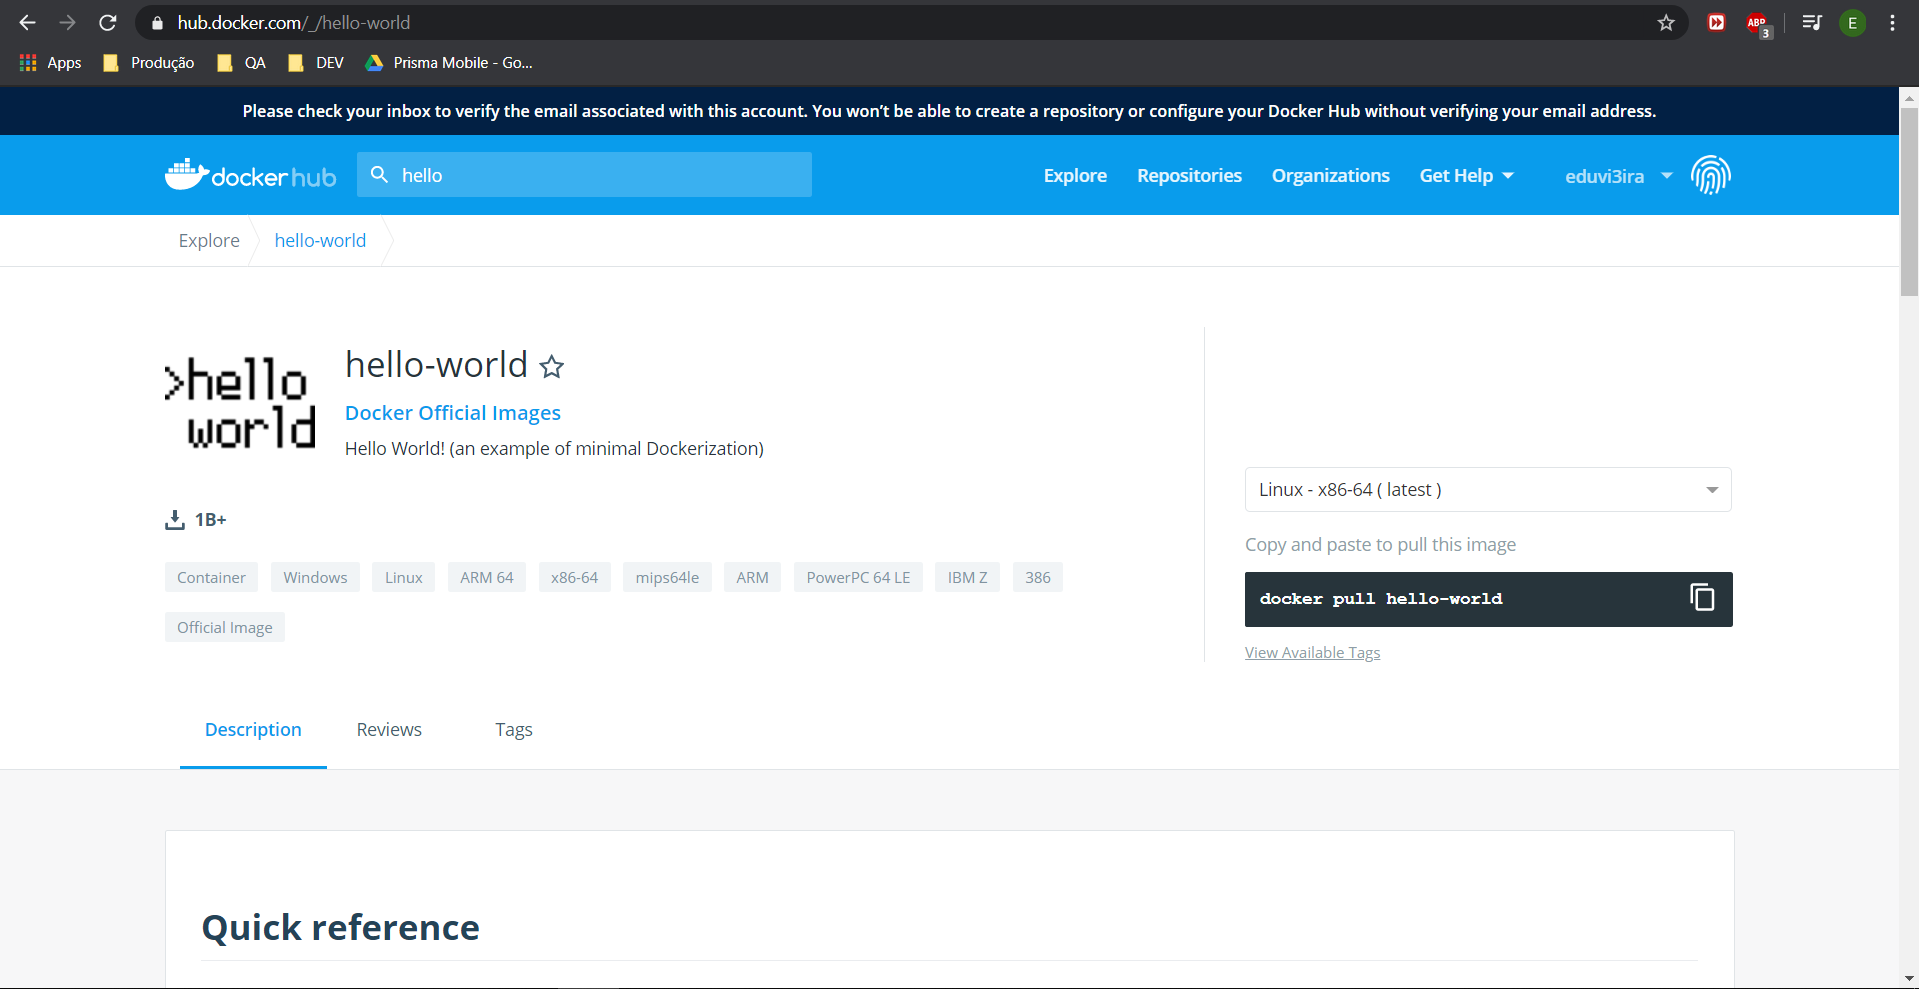 hub.docker.com/_/hello-world
ABP
3
E
Apps
Produção
QA
DEV
Prisma Mobile - Go...
Please check your inbox to verify the email associated with this account. You won't be able to create a repository or configure your Docker Hub without verifying your email address.
docker hub
hello
Explore
Repositories
Organizations
Get Help
eduvi3ira
Explore
hello-world
>hello
world
hello-world
Docker Official Images
Hello World! (an example of minimal Dockerization)
1B+
Container
Windows
Linux
ARM 64
x86-64
mips64le
ARM
PowerPC 64 LE
IBM Z
386
Official Image
Linux - x86-64 ( latest )
Copy and paste to pull this image
docker pull hello-world
View Available Tags
Description
Reviews
Tags
Quick reference